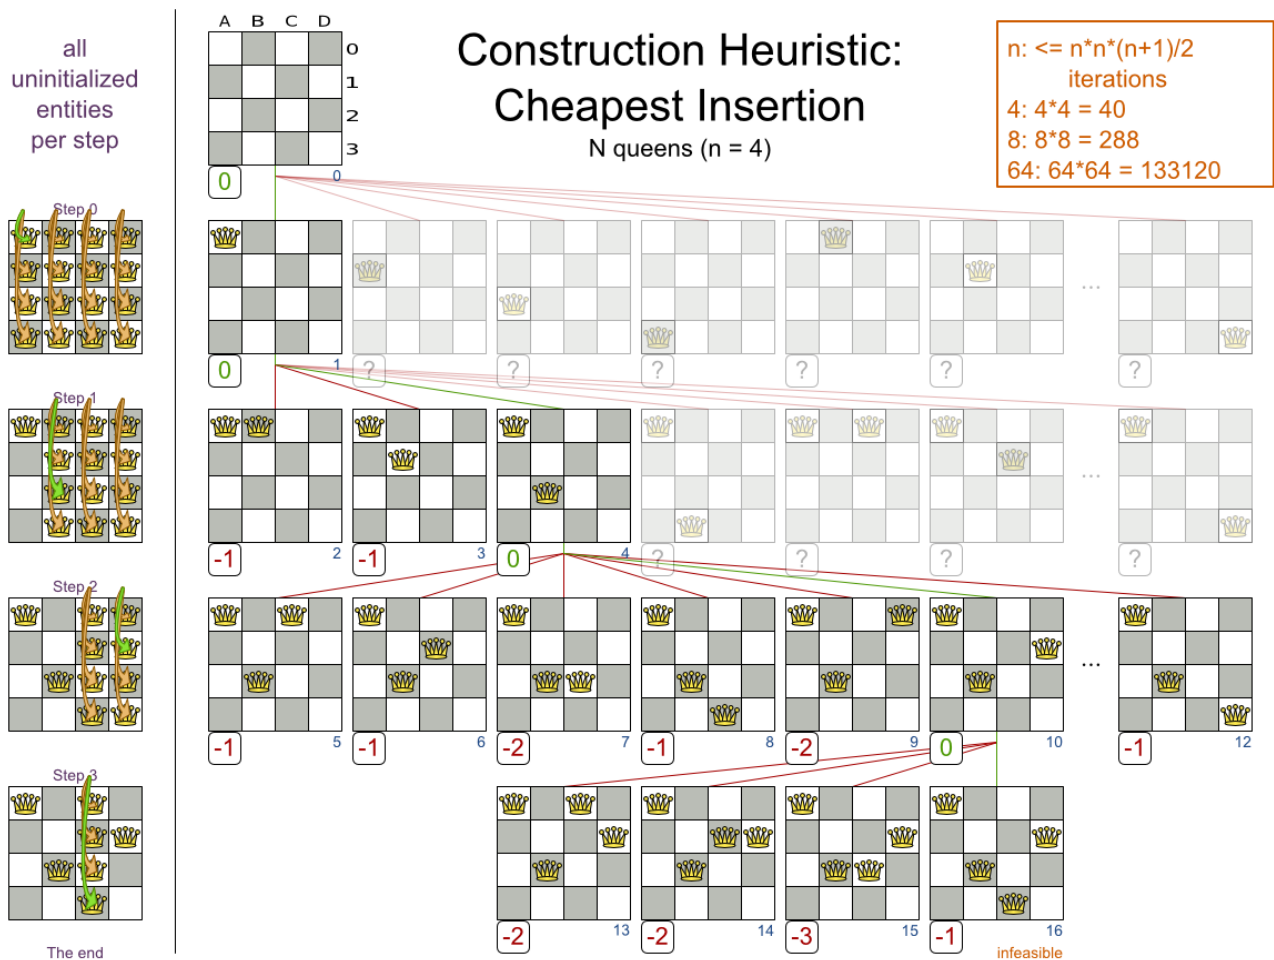 A B C D
0
1
2
3
all
uninitialized
entities
per step
Construction Heuristic:
Cheapest Insertion
N queens (n = 4)
n: <= n*n*(n+1)/2
iterations
4: 4*4 = 40
8: 8*8 = 288
64: 64*64 = 133120
0 0
Step 0
...
0 1 ? ? ? ? ? ?
Step 1
...
-1 2 -1 3 0 4 ? ? ? ?
Step 2
...
-1 5 -1 6 -2 7 -1 8 -2 9 0 10 -1 12
Step 3
-2 13 -2 14 -3 15 -1 16
The end
infeasible